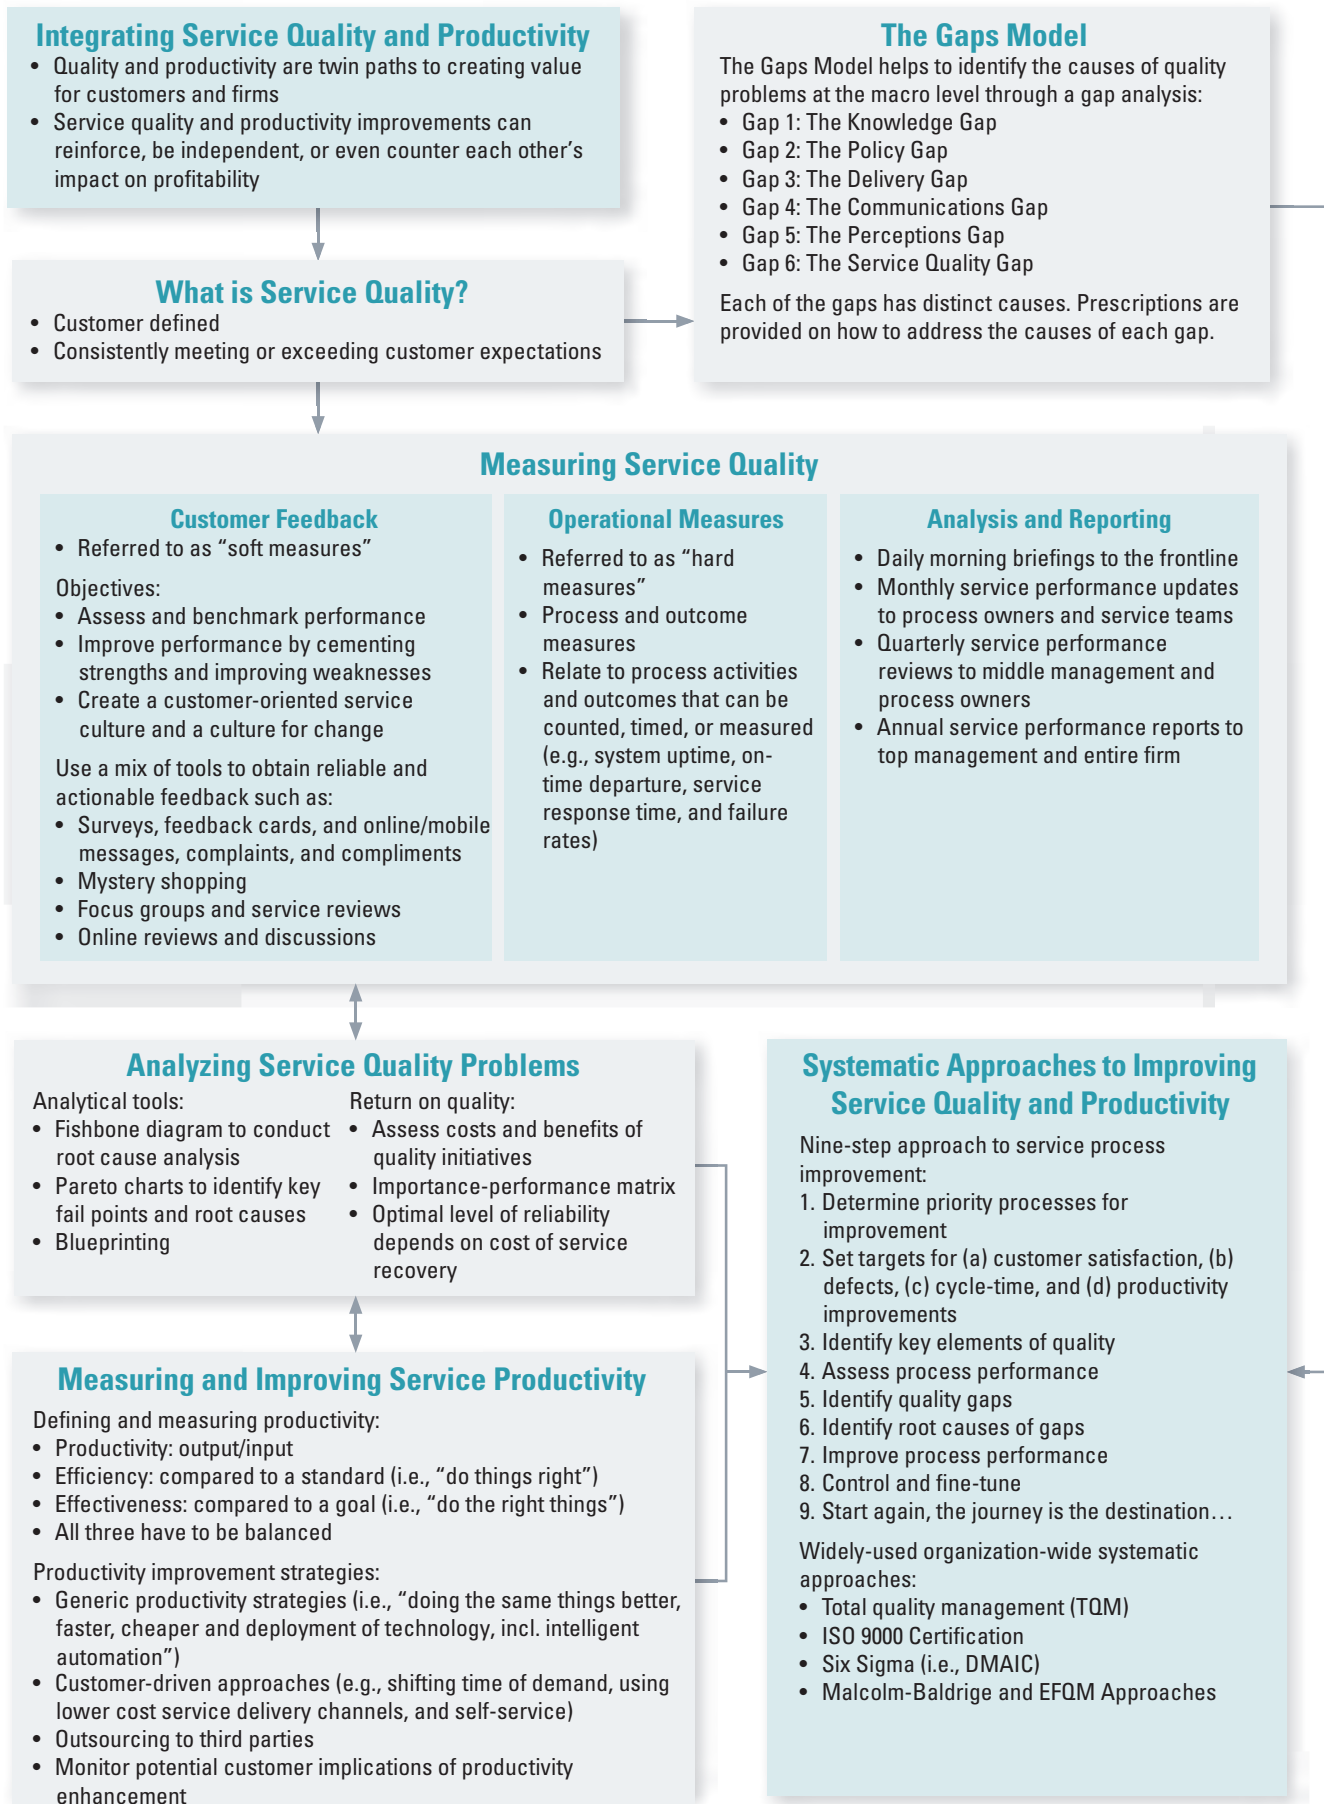 Integrating Service Quality and Productivity
• Quality and productivity are twin paths to creating value
for customers and firms
• Service quality and productivity improvements can
reinforce, be independent, or even counter each other's
impact on profitability
The Gaps Model
The Gaps Model helps to identify the causes of quality
problems at the macro level through a gap analysis:
• Gap 1: The Knowledge Gap
• Gap 2: The Policy Gap
• Gap 3: The Delivery Gap
• Gap 4: The Communications Gap
• Gap 5: The Perceptions Gap
• Gap 6: The Service Quality Gap
Each of the gaps has distinct causes. Prescriptions are
provided on how to address the causes of each gap.
What is Service Quality?
• Customer defined
• Consistently meeting or exceeding customer expectations
Measuring Service Quality
Customer Feedback
• Referred to as “soft measures”
Objectives:
• Assess and benchmark performance
• Improve performance by cementing
strengths and improving weaknesses
• Create a customer-oriented service
culture and a culture for change
Use a mix of tools to obtain reliable and
actionable feedback such as:
• Surveys, feedback cards, and online/mobile
messages, complaints, and compliments
• Mystery shopping
• Focus groups and service reviews
• Online reviews and discussions
Operational Measures
• Referred to as “hard
measures”
• Process and outcome
measures
• Relate to process activities
and outcomes that can be
counted, timed, or measured
(e.g., system uptime, on-
time departure, service
response time, and failure
rates)
Analysis and Reporting
• Daily morning briefings to the frontline
• Monthly service performance updates
to process owners and service teams
• Quarterly service performance
reviews to middle management and
process owners
• Annual service performance reports to
top management and entire firm
Analyzing Service Quality Problems
Analytical tools:
• Fishbone diagram to conduct
root cause analysis
• Pareto charts to identify key
fail points and root causes
• Blueprinting
Return on quality:
• Assess costs and benefits of
quality initiatives
• Importance-performance matrix
• Optimal level of reliability
depends on cost of service
recovery
Measuring and Improving Service Productivity
Defining and measuring productivity:
• Productivity: output/input
• Efficiency: compared to a standard (i.e., “do things right”)
• Effectiveness: compared to a goal (i.e., “do the right things”)
• All three have to be balanced
Productivity improvement strategies:
• Generic productivity strategies (i.e., “doing the same things better,
faster, cheaper and deployment of technology, incl. intelligent
automation”)
• Customer-driven approaches (e.g., shifting time of demand, using
lower cost service delivery channels, and self-service)
• Outsourcing to third parties
• Monitor potential customer implications of productivity
enhancement
Systematic Approaches to Improving
Service Quality and Productivity
Nine-step approach to service process
improvement:
1. Determine priority processes for
improvement
2. Set targets for (a) customer satisfaction, (b)
defects, (c) cycle-time, and (d) productivity
improvements
3. Identify key elements of quality
4. Assess process performance
5. Identify quality gaps
6. Identify root causes of gaps
7. Improve process performance
8. Control and fine-tune
9. Start again, the journey is the destination…
Widely-used organization-wide systematic
approaches:
• Total quality management (TQM)
• ISO 9000 Certification
• Six Sigma (i.e., DMAIC)
• Malcolm-Baldrige and EFQM Approaches